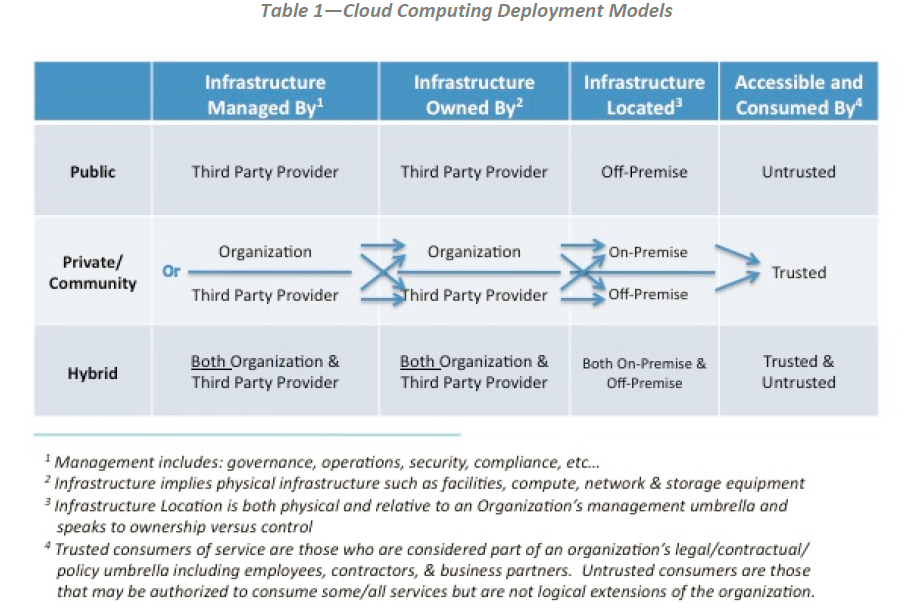 Table 1—Cloud Computing Deployment Models
Infrastructure Managed By1
Infrastructure Owned By2
Infrastructure Located3
Accessible and Consumed By4
Public
Third Party Provider
Third Party Provider
Off-Premise
Untrusted
Private/
Community
Or
Organization
Third Party Provider
Organization
Third Party Provider
On-Premise
Off-Premise
Trusted
Hybrid
Both Organization &
Third Party Provider
Both Organization &
Third Party Provider
Both On-Premise &
Off-Premise
Trusted &
Untrusted
1 Management includes: governance, operations, security, compliance, etc...
2 Infrastructure implies physical infrastructure such as facilities, compute, network & storage equipment
3 Infrastructure Location is both physical and relative to an Organization's management umbrella and
speaks to ownership versus control
4 Trusted consumers of service are those who are considered part of an organization's legal/contractual/
policy umbrella including employees, contractors, & business partners. Untrusted consumers are those
that may be authorized to consume some/all services but are not logical extensions of the organization.